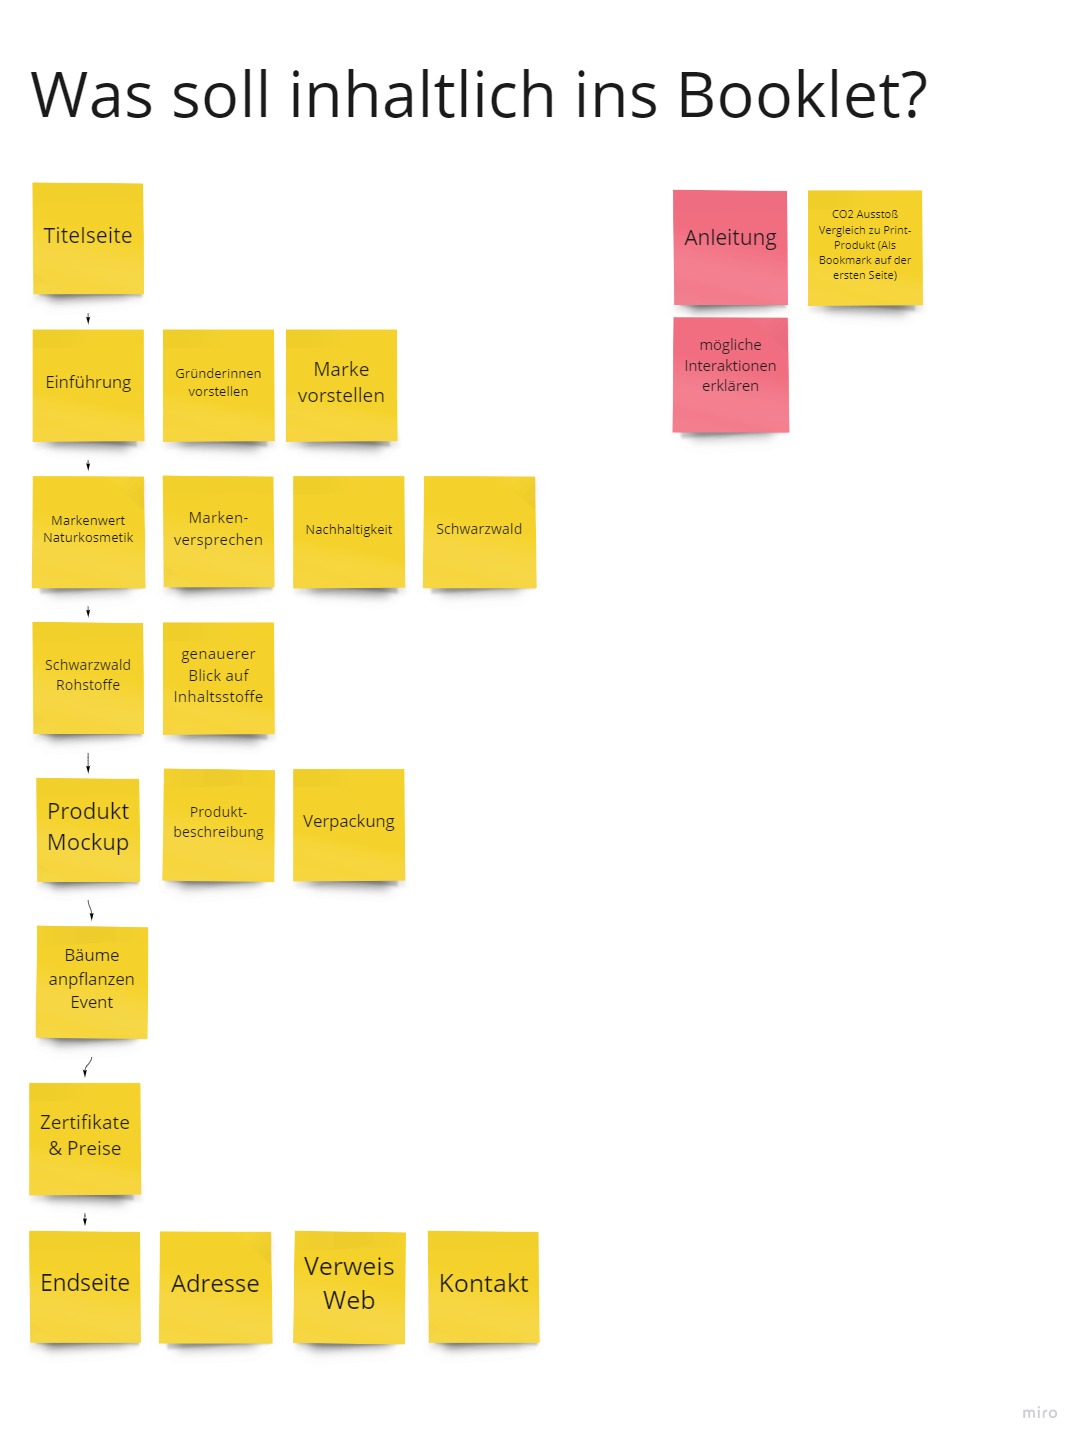 Was soll inhaltlich ins Booklet?
Titelseite
Anleitung
CO2 Ausstoß
Vergleich zu Print-
Produkt (Als
Bookmark auf der
ersten Seite)
mögliche
Interaktionen
erklären
Einführung
Gründerinnen
vorstellen
Marke
vorstellen
Markenwert
Naturkosmetik
Marken-
versprechen
Nachhaltigkeit
Schwarzwald
Schwarzwald
Rohstoffe
genauerer
Blick auf
Inhaltsstoffe
Produkt
Mockup
Produkt-
beschreibung
Verpackung
Bäume
anpflanzen
Event
Zertifikate
& Preise
Endseite
Adresse
Verweis
Web
Kontakt
miro